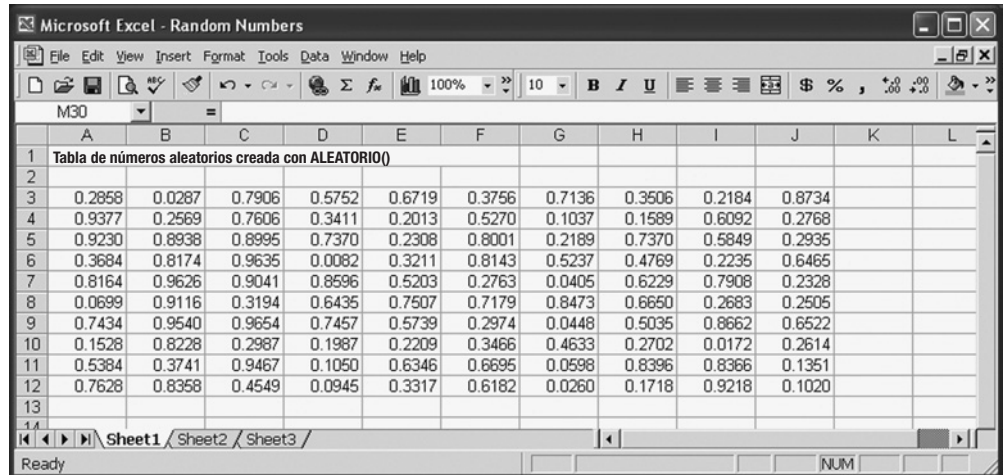 Microsoft Excel - Random Numbers
File Edit View Insert Format Tools Data Window Help
100% 10 B I U $ % ,
M30 =
A B C D E F G H I J K L
1 Tabla de números aleatorios creada con ALEATORIO()
2
3 0.2858 0.0287 0.7906 0.5752 0.6719 0.3756 0.7136 0.3506 0.2184 0.8734
4 0.9377 0.2569 0.7606 0.3411 0.2013 0.5270 0.1037 0.1589 0.6092 0.2768
5 0.9230 0.8938 0.8995 0.7370 0.2308 0.8001 0.2189 0.7370 0.5849 0.2935
6 0.3684 0.8174 0.9635 0.0082 0.3211 0.8143 0.5237 0.4769 0.2235 0.6465
7 0.8164 0.9626 0.9041 0.8596 0.5203 0.2763 0.0405 0.6229 0.7908 0.2328
8 0.0699 0.9116 0.3194 0.6435 0.7507 0.7179 0.8473 0.6650 0.2683 0.2505
9 0.7434 0.9540 0.9654 0.7457 0.5739 0.2974 0.0448 0.5035 0.8662 0.6522
10 0.1528 0.8228 0.2987 0.1987 0.2209 0.3466 0.4633 0.2702 0.0172 0.2614
11 0.5384 0.3741 0.9467 0.1050 0.6346 0.6695 0.0598 0.8396 0.8366 0.1351
12 0.7628 0.8358 0.4549 0.0945 0.3317 0.6182 0.0260 0.1718 0.9218 0.1020
13
14
Sheet1 Sheet2 Sheet3
Ready NUM